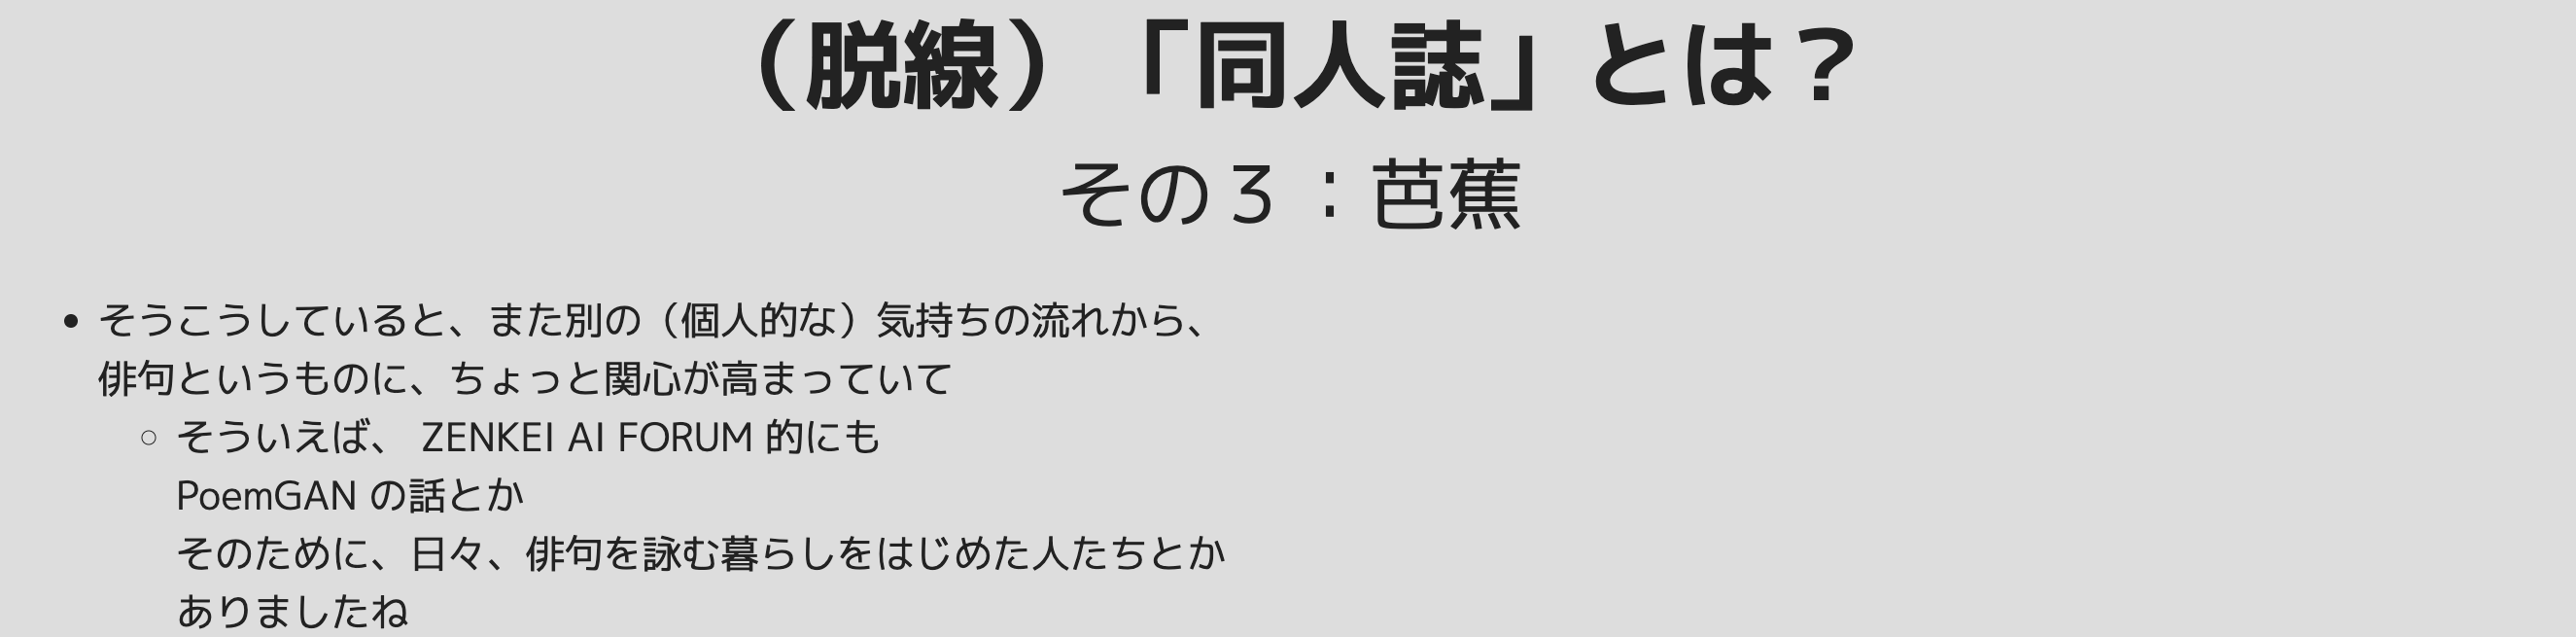 （脱線）「同人誌」とは？
その３：芭蕉
• そうこうしていると、また別の（個人的な）気持ちの流れから、
俳句というものに、ちょっと関心が高まっていて
○ そういえば、 ZENKEI AI FORUM 的にも
PoemGAN の話とか
そのために、日々、俳句を詠む暮らしをはじめた人たちとか
ありましたね